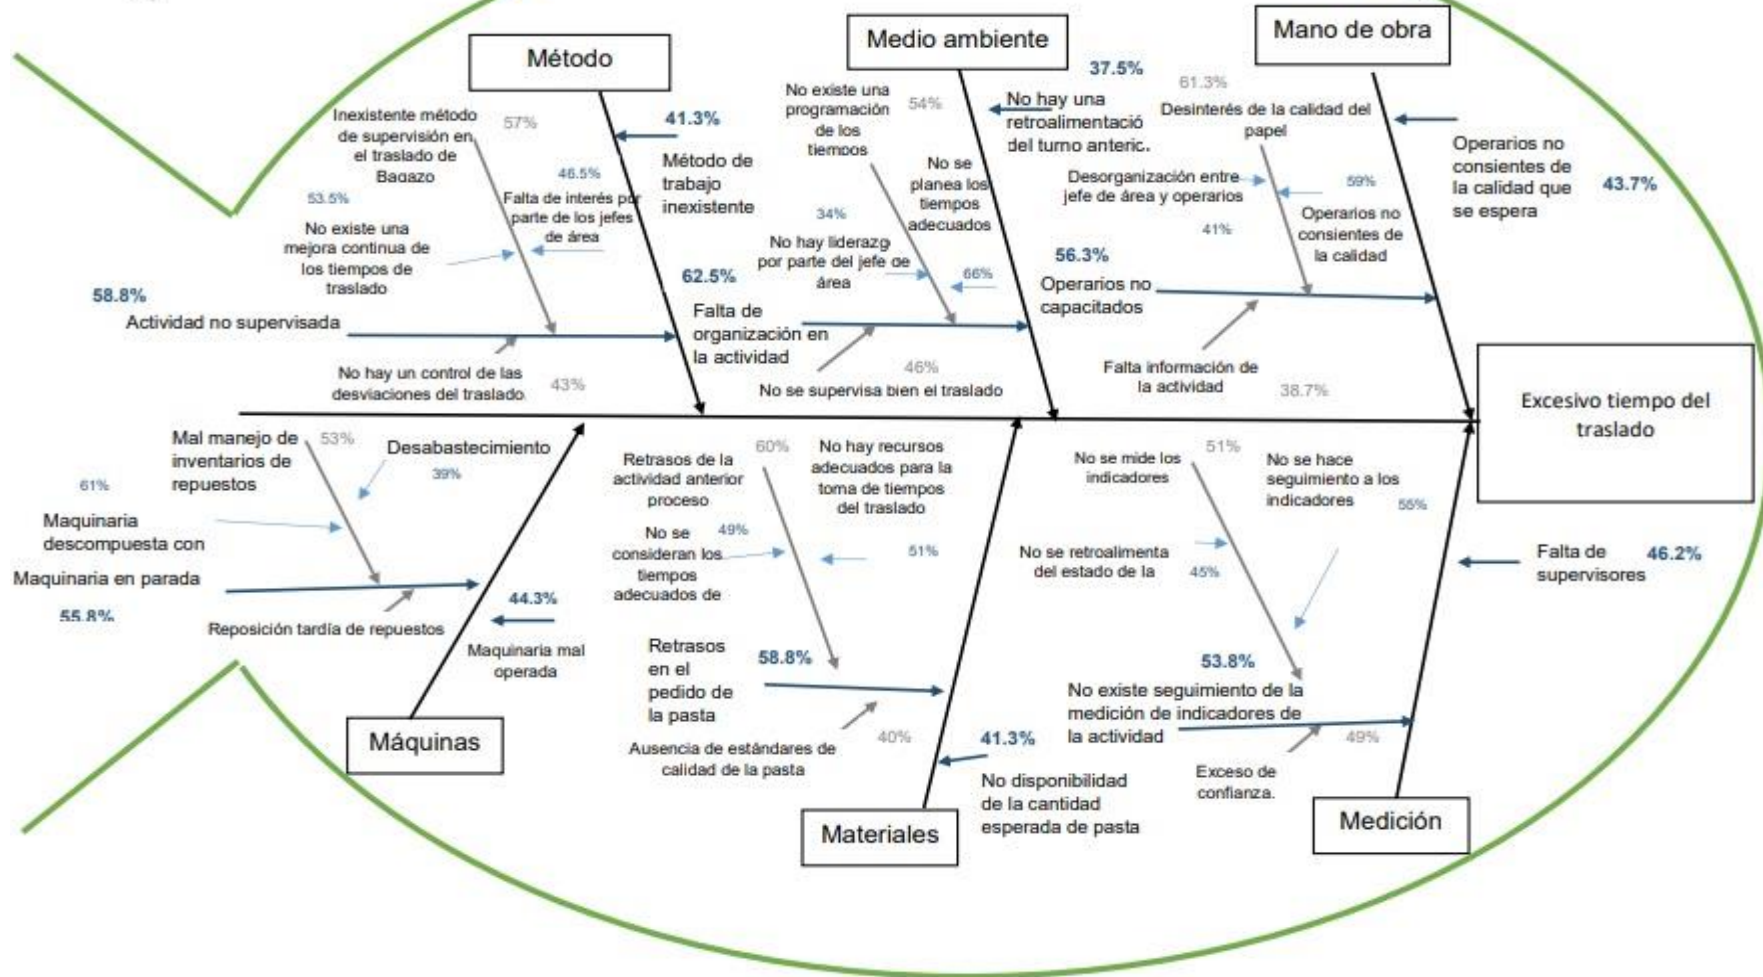 Método
Inexistente método
de supervisión en
el traslado de
Bagazo
57%
41.3%
Método de
trabajo
inexistente
53.5%
No existe una
mejora continua de
los tiempos de
traslado
46.5%
Falta de interés por
parte de los jefes
de área
58.8%
Actividad no supervisada
No hay un control de las
desviaciones del traslado
43%
Medio ambiente
No existe una
programación
de los
tiempos
54%
37.5%
No hay una
retroalimentació
del turno anteric.
No se
planea los
tiempos
adecuados
34%
No hay liderazgo
por parte del jefe de
área
66%
62.5%
Falta de
organización en
la actividad
46%
No se supervisa bien el traslado
Mano de obra
61.3%
Desinterés de la calidad del
papel
Desorganización entre
jefe de área y operarios
41%
59%
Operarios no
consientes de
la calidad
Operarios no
consientes de
la calidad que
se espera
43.7%
56.3%
Operarios no
capacitados
Falta información de
la actividad
38.7%
Excesivo tiempo del
traslado
Mal manejo de
inventarios de
repuestos
53%
Desabastecimiento
39%
61%
Maquinaria
descompuesta con
Maquinaria en parada
55.8%
Reposición tardía de repuestos
44.3%
Maquinaria mal
operada
Máquinas
Retrasos de la
actividad anterior
proceso
60%
No hay recursos
adecuados para la
toma de tiempos
del traslado
No se
consideran los
tiempos
adecuados de
49%
51%
Retrasos
en el
pedido de
la pasta
58.8%
Ausencia de estándares de
calidad de la pasta
40%
41.3%
No disponibilidad
de la cantidad
esperada de pasta
Materiales
No se mide los
indicadores
51%
No se hace
seguimiento a los
indicadores
55%
No se retroalimenta
del estado de la
45%
53.8%
No existe seguimiento de la
medición de indicadores de
la actividad
49%
Exceso de
confianza.
Falta de
supervisores
46.2%
Medición